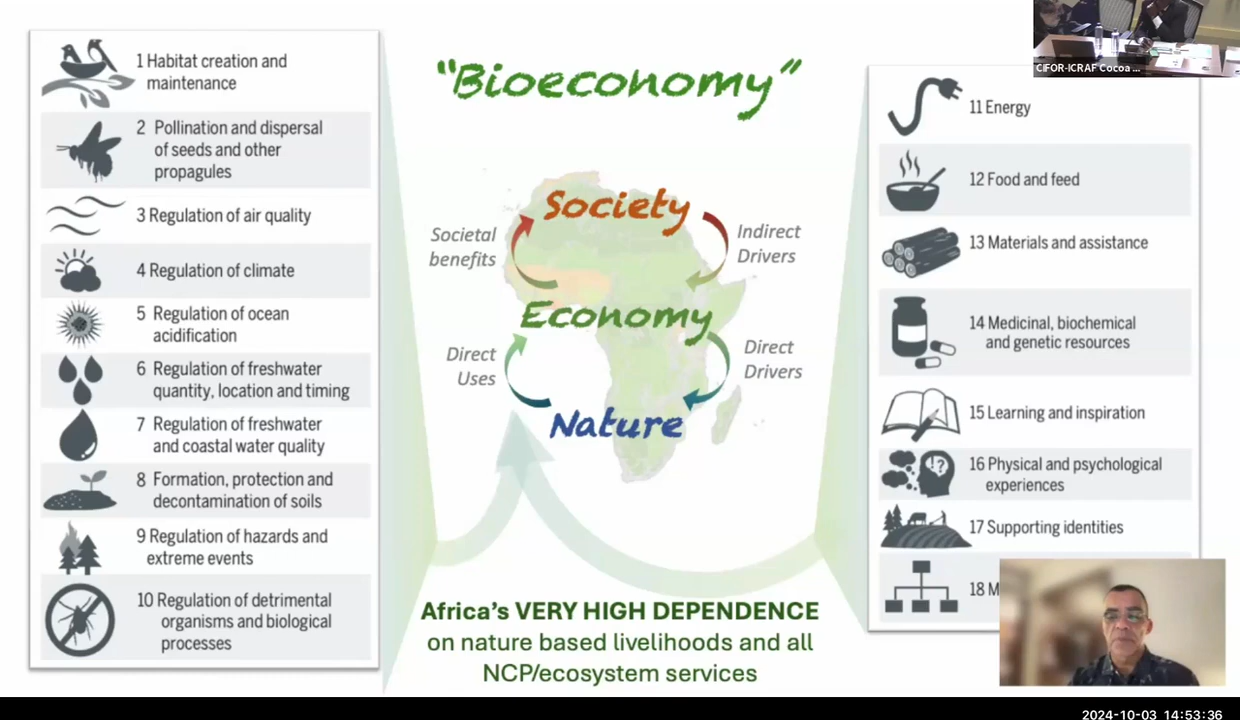 1 Habitat creation and
maintenance
2 Pollination and dispersal
of seeds and other
propagules
3 Regulation of air quality
4 Regulation of climate
5 Regulation of ocean
acidification
6 Regulation of freshwater
quantity, location and timing
7 Regulation of freshwater
and coastal water quality
8 Formation, protection and
decontamination of soils
9 Regulation of hazards and
extreme events
10 Regulation of detrimental
organisms and biological
processes
"Bioeconomy"
Society
Societal
benefits
Indirect
Drivers
Economy
Direct
Uses
Direct
Drivers
Nature
Africa's VERY HIGH DEPENDENCE
on nature based livelihoods and all
NCP/ecosystem services
CIFOR-ICRAF Cocoa ...
11 Energy
12 Food and feed
13 Materials and assistance
14 Medicinal, biochemical
and genetic resources
15 Learning and inspiration
16 Physical and psychological
experiences
17 Supporting identities
18 M
2024-10-03 14:53:36